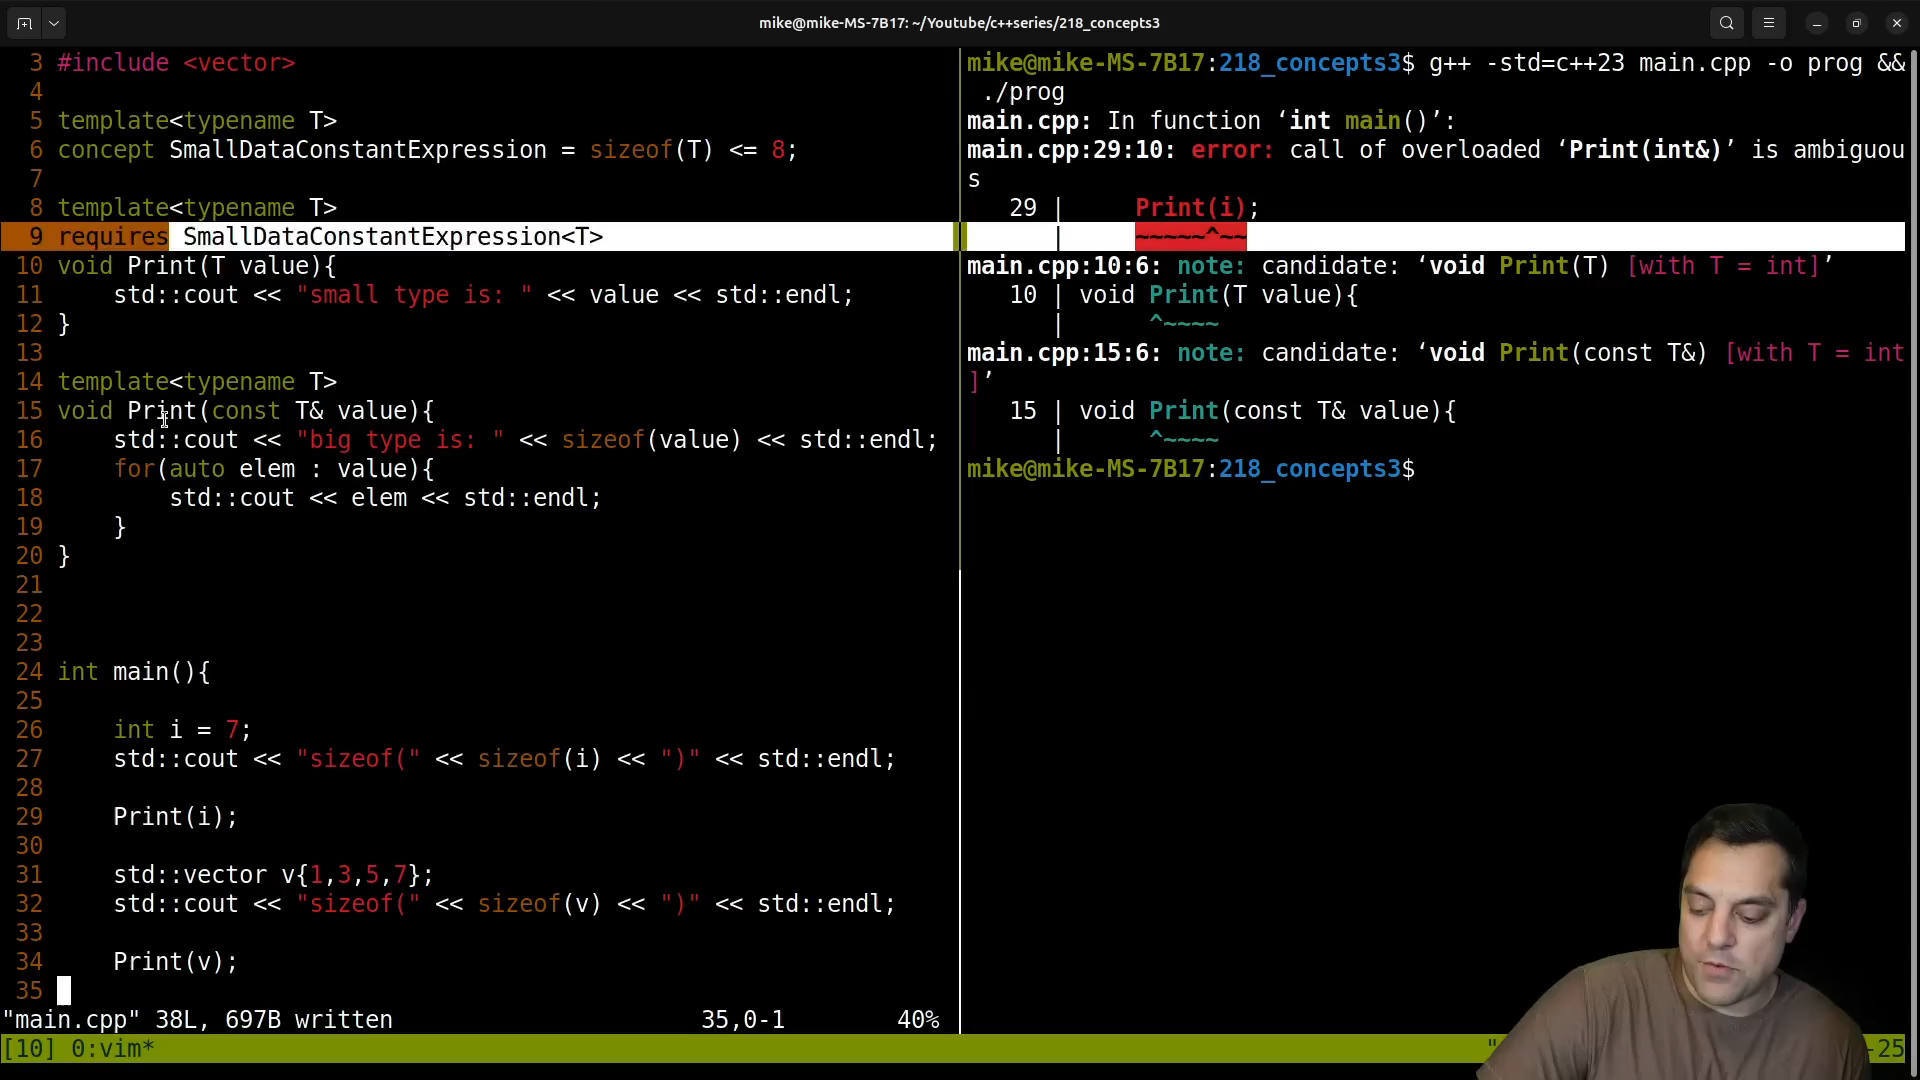 mike@mike-MS-7B17: ~/Youtube/c++series/218_concepts3
3 #include <vector>
4
5 template<typename T>
6 concept SmallDataConstantExpression = sizeof(T) <= 8;
7
8 template<typename T>
9 requires SmallDataConstantExpression<T>
10 void Print(T value){
11     std::cout << "small type is: " << value << std::endl;
12 }
13
14 template<typename T>
15 void Print(const T& value){
16     std::cout << "big type is: " << sizeof(value) << std::endl;
17     for(auto elem : value){
18         std::cout << elem << std::endl;
19     }
20 }
21
22
23
24 int main(){
25
26     int i = 7;
27     std::cout << "sizeof(" << sizeof(i) << ")" << std::endl;
28
29     Print(i);
30
31     std::vector v{1,3,5,7};
32     std::cout << "sizeof(" << sizeof(v) << ")" << std::endl;
33
34     Print(v);
35
"main.cpp" 38L, 697B written 35,0-1 40%
mike@mike-MS-7B17:218_concepts3$ g++ -std=c++23 main.cpp -o prog &&
 ./prog
main.cpp: In function ‘int main()’:
main.cpp:29:10: error: call of overloaded ‘Print(int&)’ is ambiguou
s
   29 |     Print(i);
      |     ~~~~~^~~
main.cpp:10:6: note: candidate: ‘void Print(T) [with T = int]’
   10 | void Print(T value){
      |      ^~~~~
main.cpp:15:6: note: candidate: ‘void Print(const T&) [with T = int
]’
   15 | void Print(const T& value){
      |      ^~~~~
mike@mike-MS-7B17:218_concepts3$
[10] 0:vim* " -25